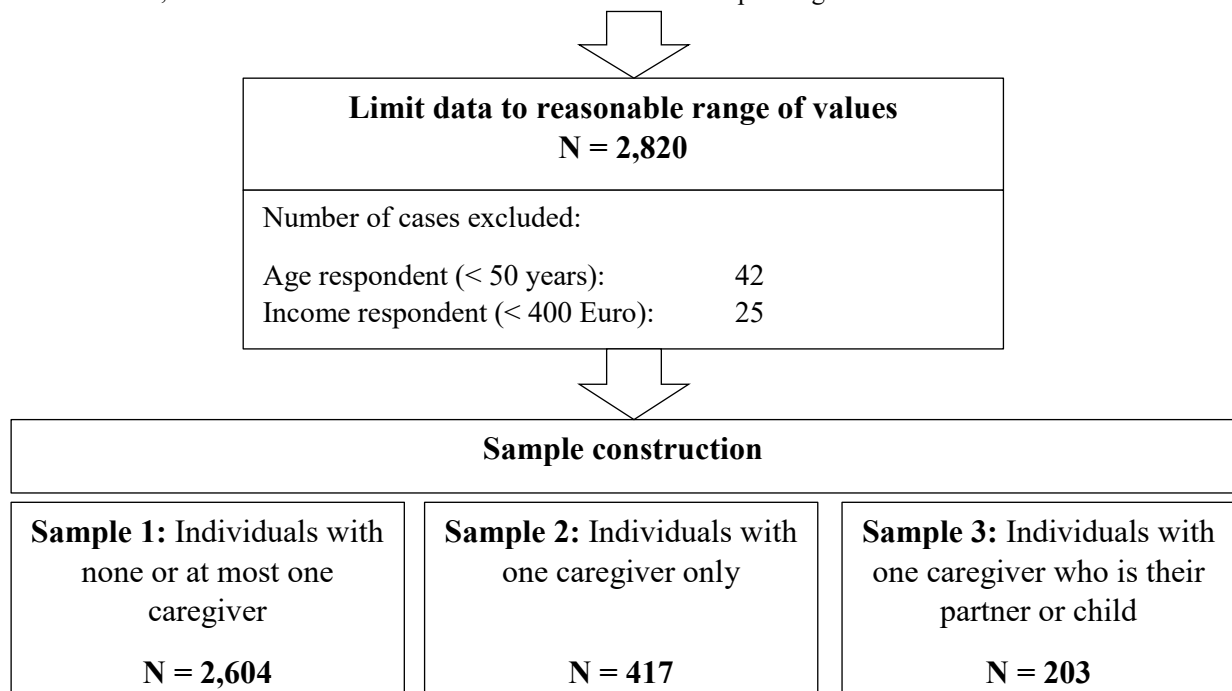 Limit data to reasonable range of values
N = 2,820
Number of cases excluded:
Age respondent (< 50 years): 42
Income respondent (< 400 Euro): 25
Sample construction
Sample 1: Individuals with
none or at most one
caregiver
N = 2,604
Sample 2: Individuals with
one caregiver only
N = 417
Sample 3: Individuals with
one caregiver who is their
partner or child
N = 203